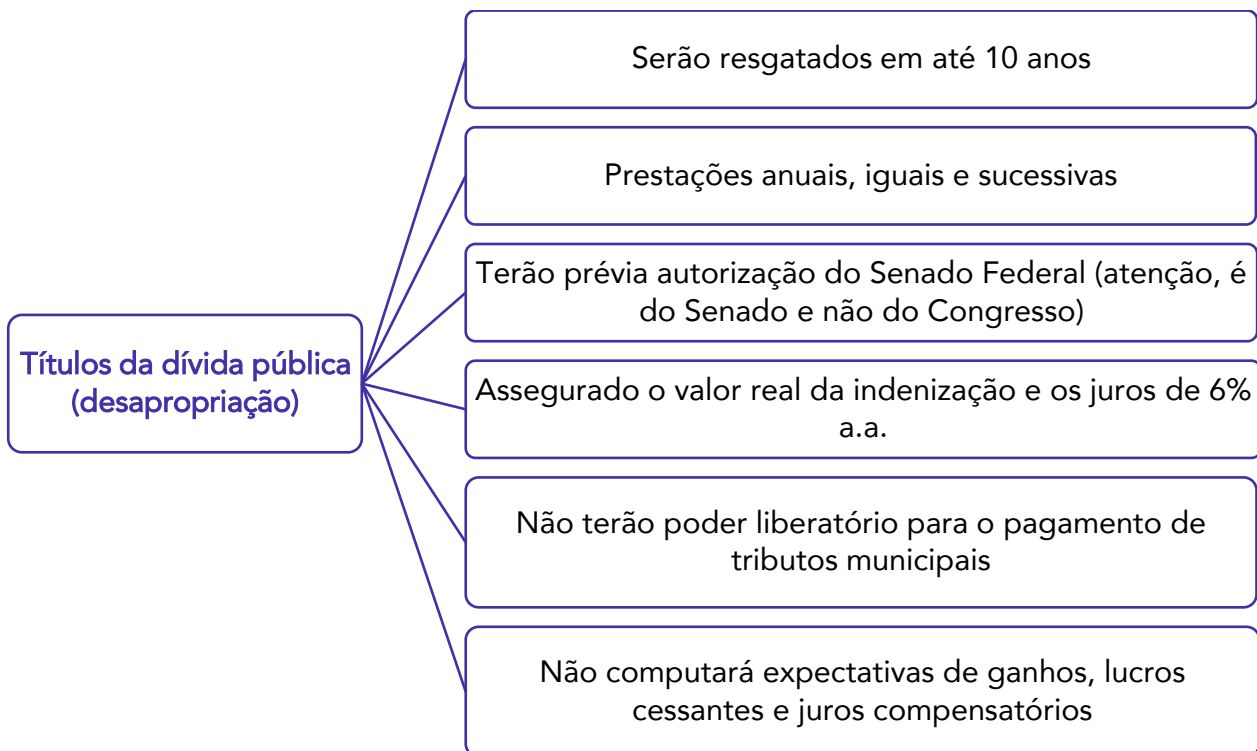 Serão resgatados em até 10 anos
Prestações anuais, iguais e sucessivas
Terão prévia autorização do Senado Federal (atenção, é
do Senado e não do Congresso)
Títulos da dívida pública
(desapropriação)
Assegurado o valor real da indenização e os juros de 6%
a.a.
Não terão poder liberatório para o pagamento de
tributos municipais
Não computará expectativas de ganhos, lucros
cessantes e juros compensatórios